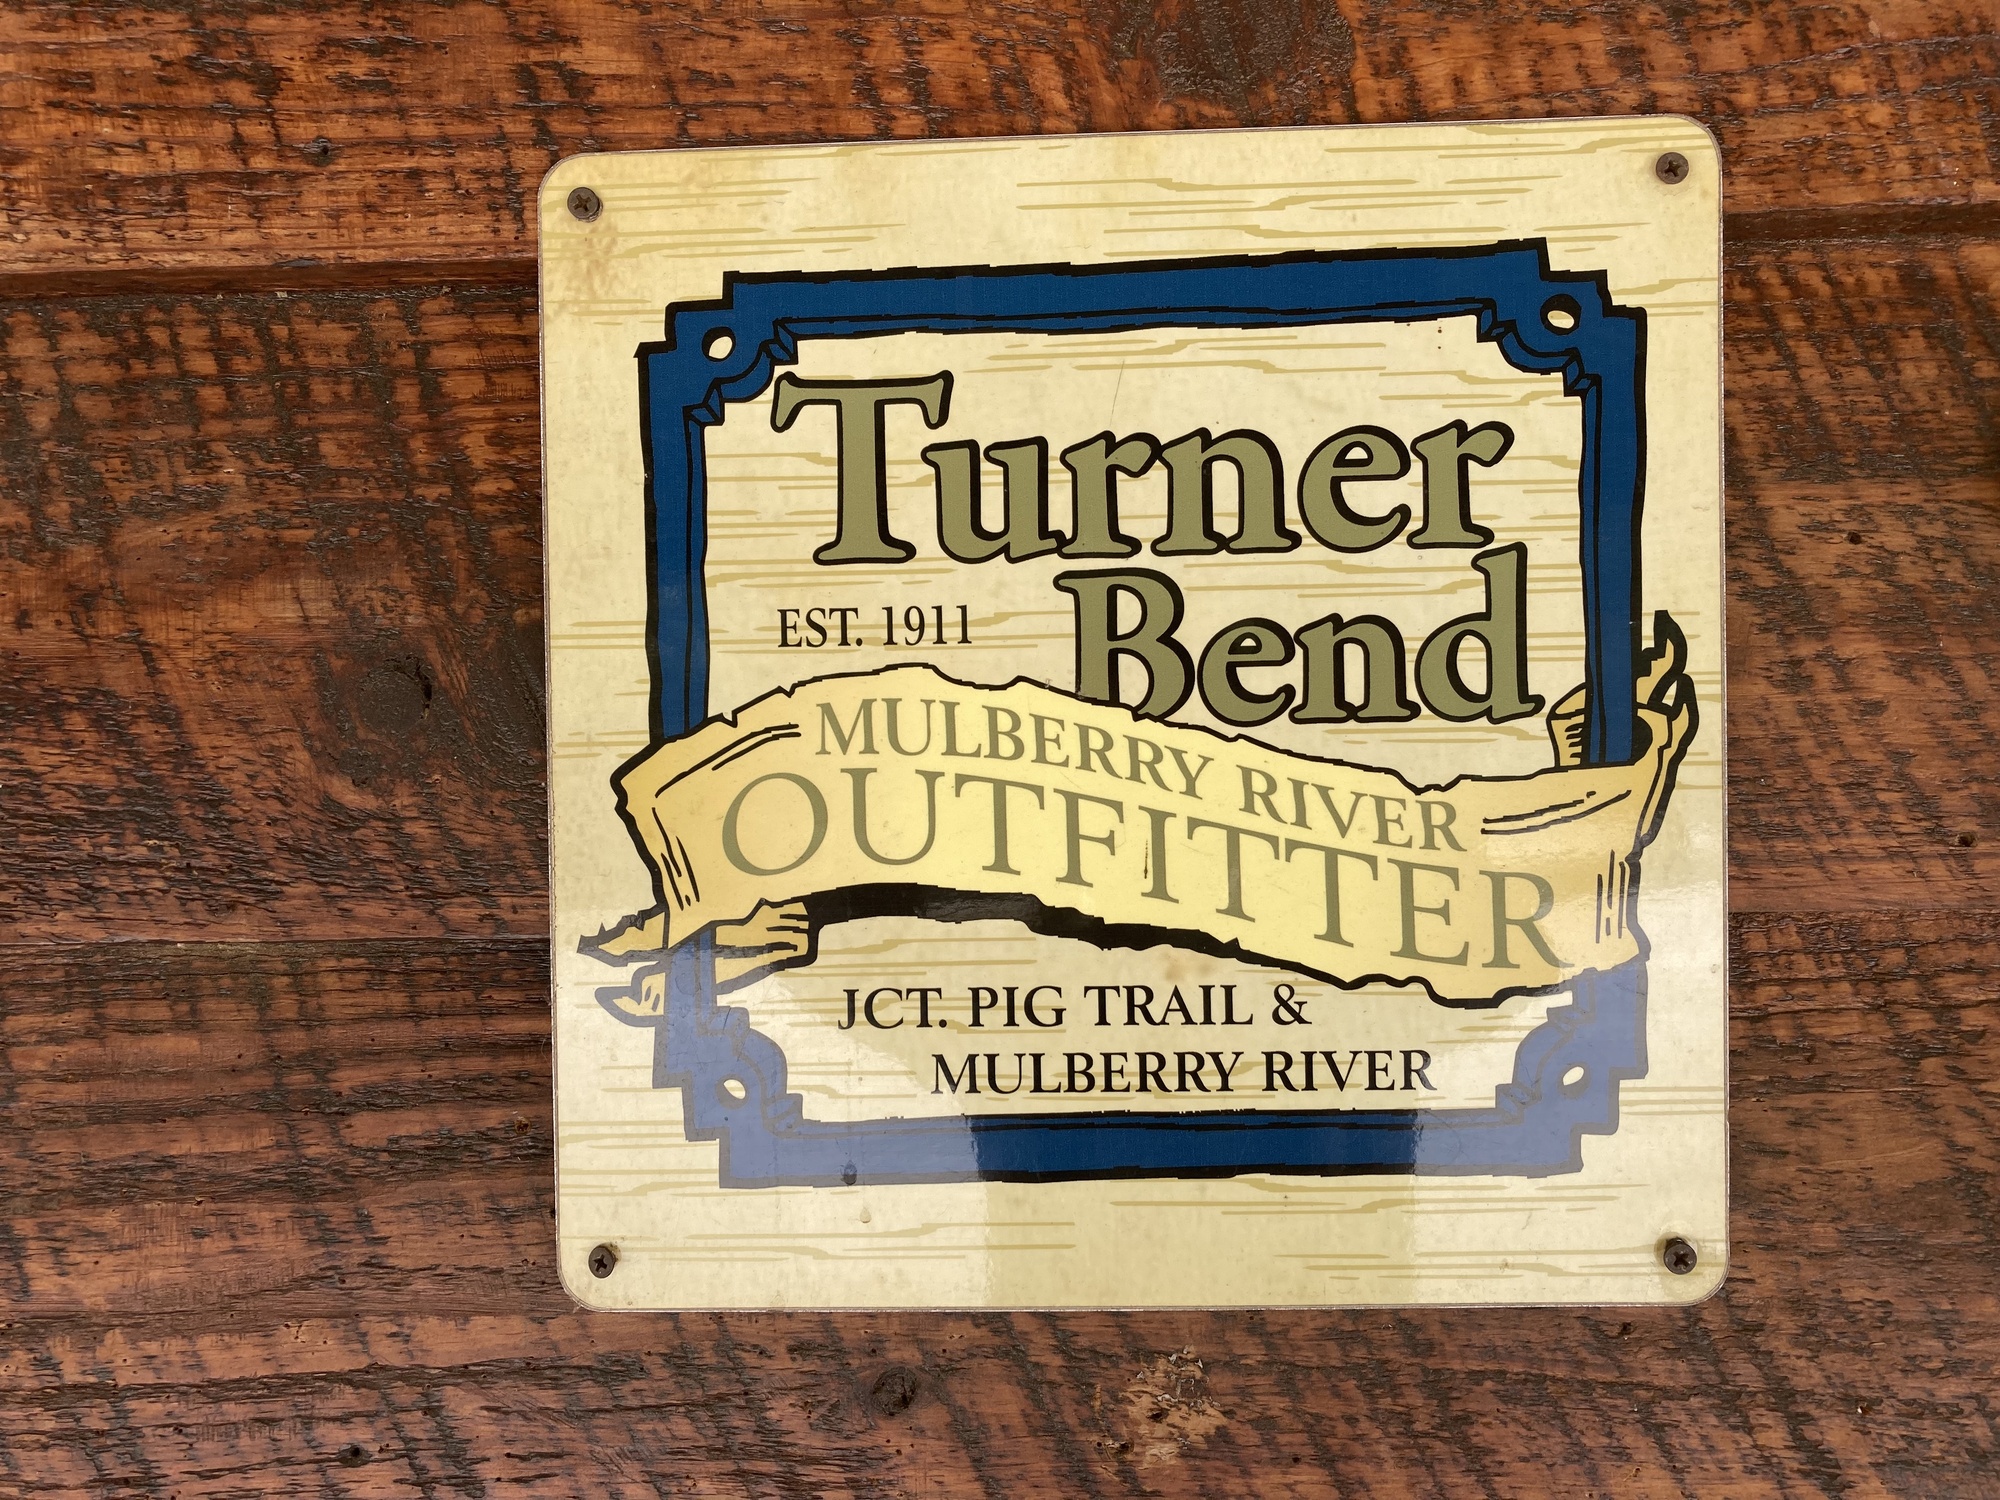 Turner
Bend
EST. 1911
MULBERRY RIVER
OUTFITTER
JCT. PIG TRAIL &
MULBERRY RIVER